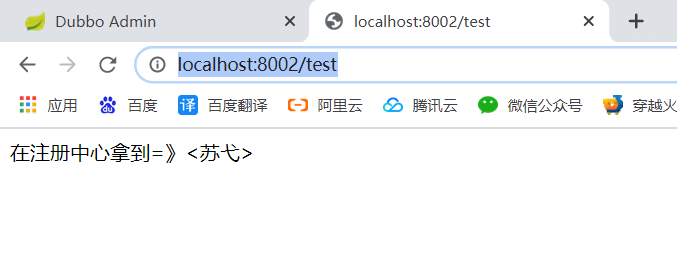 Dubbo Admin
localhost:8002/test
localhost:8002/test
应用 百度 译 百度翻译 阿里云 腾讯云 微信公众号 穿越火
在注册中心拿到=》<苏弋>